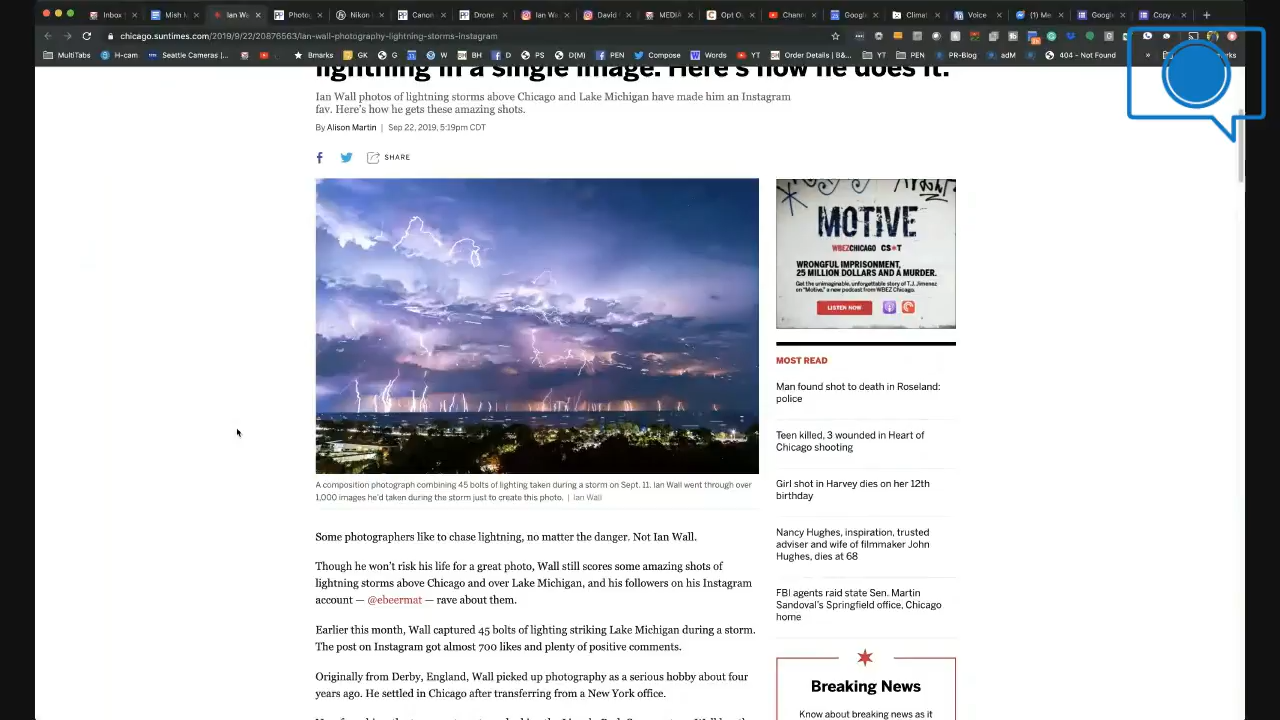 Inbox
Mish
Ian W
Photo
Nikon
Canon
Drone
Ian W
David
MEDIA
Opt O
Chann
Google
Climat
Voice
(1) Me
Google
Copy
chicago.suntimes.com/2019/9/22/20876563/ian-wall-photography-lightning-storms-instagram
MultiTabs
H-cam
Seattle Cameras |...
Bmarks
GK
G
W
BH
D
PS
D(M)
PEN
Compose
Words
YT
Order Details | B&...
YT
PEN
PR-Blog
adM
404 - Not Found
lightning in a single image. Here's how he does it.
Ian Wall photos of lightning storms above Chicago and Lake Michigan have made him an Instagram
fav. Here's how he gets these amazing shots.
By Alison Martin | Sep 22, 2019, 5:19pm CDT
SHARE
MOTIVE
WBEZCHICAGO CS★T
WRONGFUL IMPRISONMENT,
25 MILLION DOLLARS AND A MURDER.
Get the unimaginable, unforgettable story of T.J. Jimenez
on "Motive," a new podcast from WBEZ Chicago.
LISTEN NOW
A composition photograph combining 45 bolts of lighting taken during a storm on Sept. 11. Ian Wall went through over
1,000 images he'd taken during the storm just to create this photo. | Ian Wall
MOST READ
Man found shot to death in Roseland:
police
Teen killed, 3 wounded in Heart of
Chicago shooting
Girl shot in Harvey dies on her 12th
birthday
Nancy Hughes, inspiration, trusted
adviser and wife of filmmaker John
Hughes, dies at 68
FBI agents raid state Sen. Martin
Sandoval's Springfield office, Chicago
home
Some photographers like to chase lightning, no matter the danger. Not Ian Wall.
Though he won't risk his life for a great photo, Wall still scores some amazing shots of
lightning storms above Chicago and over Lake Michigan, and his followers on his Instagram
account — @ebeermat — rave about them.
Earlier this month, Wall captured 45 bolts of lighting striking Lake Michigan during a storm.
The post on Instagram got almost 700 likes and plenty of positive comments.
Originally from Derby, England, Wall picked up photography as a serious hobby about four
years ago. He settled in Chicago after transferring from a New York office.
Breaking News
Know about breaking news as it